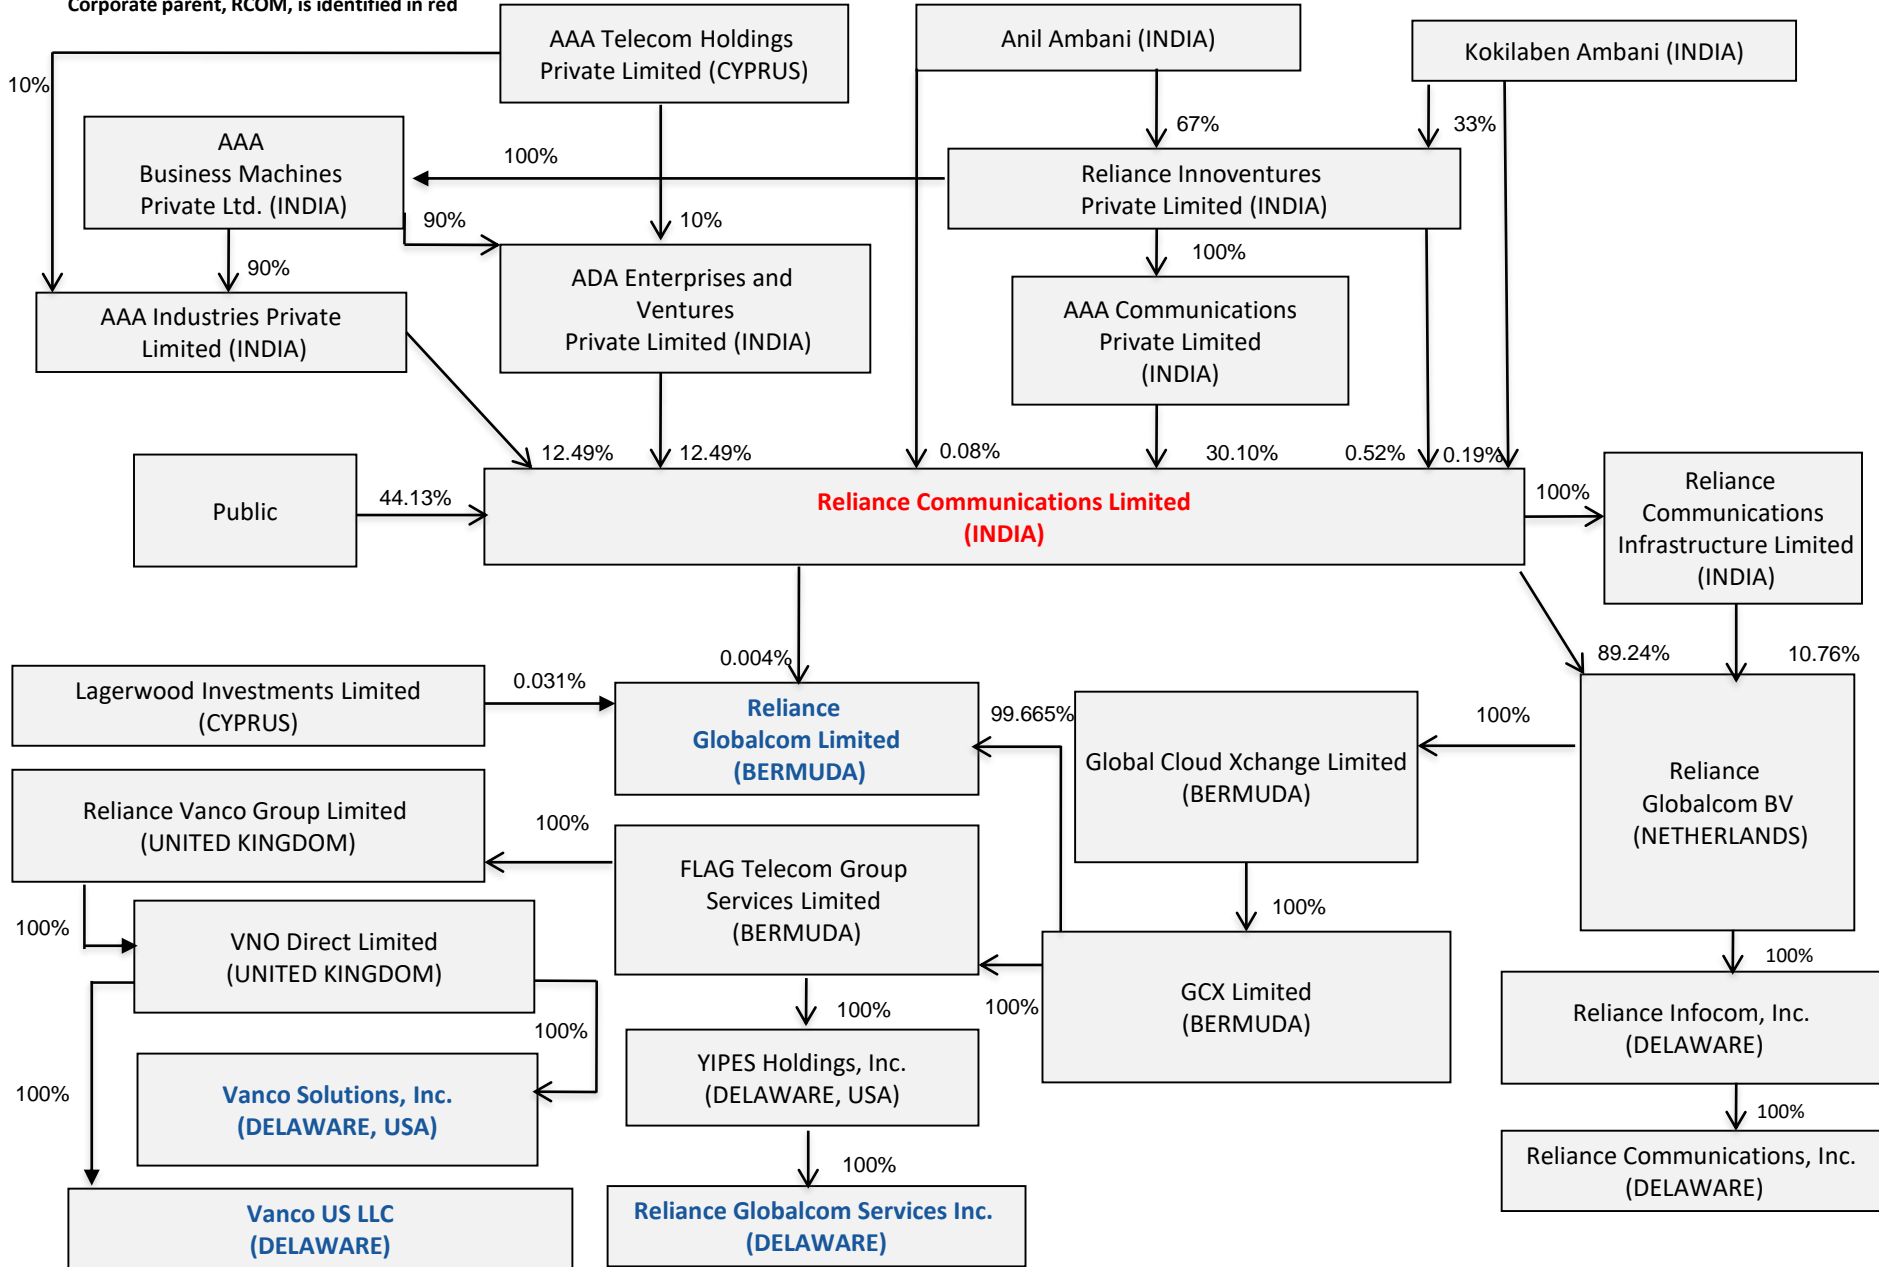 Corporate parent, RCOM, is identified in red
AAA Telecom Holdings
Private Limited (CYPRUS)
Anil Ambani (INDIA)
Kokilaben Ambani (INDIA)
10%
67%
33%
AAA
Business Machines
Private Ltd. (INDIA)
100%
Reliance Innoventures
Private Limited (INDIA)
90%
10%
90%
100%
AAA Industries Private
Limited (INDIA)
ADA Enterprises and
Ventures
Private Limited (INDIA)
AAA Communications
Private Limited
(INDIA)
12.49%
12.49%
0.08%
30.10%
0.52%
0.19%
Public
44.13%
Reliance Communications Limited
(INDIA)
100%
Reliance
Communications
Infrastructure Limited
(INDIA)
0.004%
89.24%
10.76%
Lagerwood Investments Limited
(CYPRUS)
0.031%
Reliance
Globalcom Limited
(BERMUDA)
99.665%
Global Cloud Xchange Limited
(BERMUDA)
100%
Reliance
Globalcom BV
(NETHERLANDS)
Reliance Vanco Group Limited
(UNITED KINGDOM)
100%
FLAG Telecom Group
Services Limited
(BERMUDA)
100%
100%
VNO Direct Limited
(UNITED KINGDOM)
100%
GCX Limited
(BERMUDA)
100%
Reliance Infocom, Inc.
(DELAWARE)
100%
100%
YIPES Holdings, Inc.
(DELAWARE, USA)
100%
Vanco Solutions, Inc.
(DELAWARE, USA)
100%
100%
Reliance Communications, Inc.
(DELAWARE)
Vanco US LLC
(DELAWARE)
Reliance Globalcom Services Inc.
(DELAWARE)